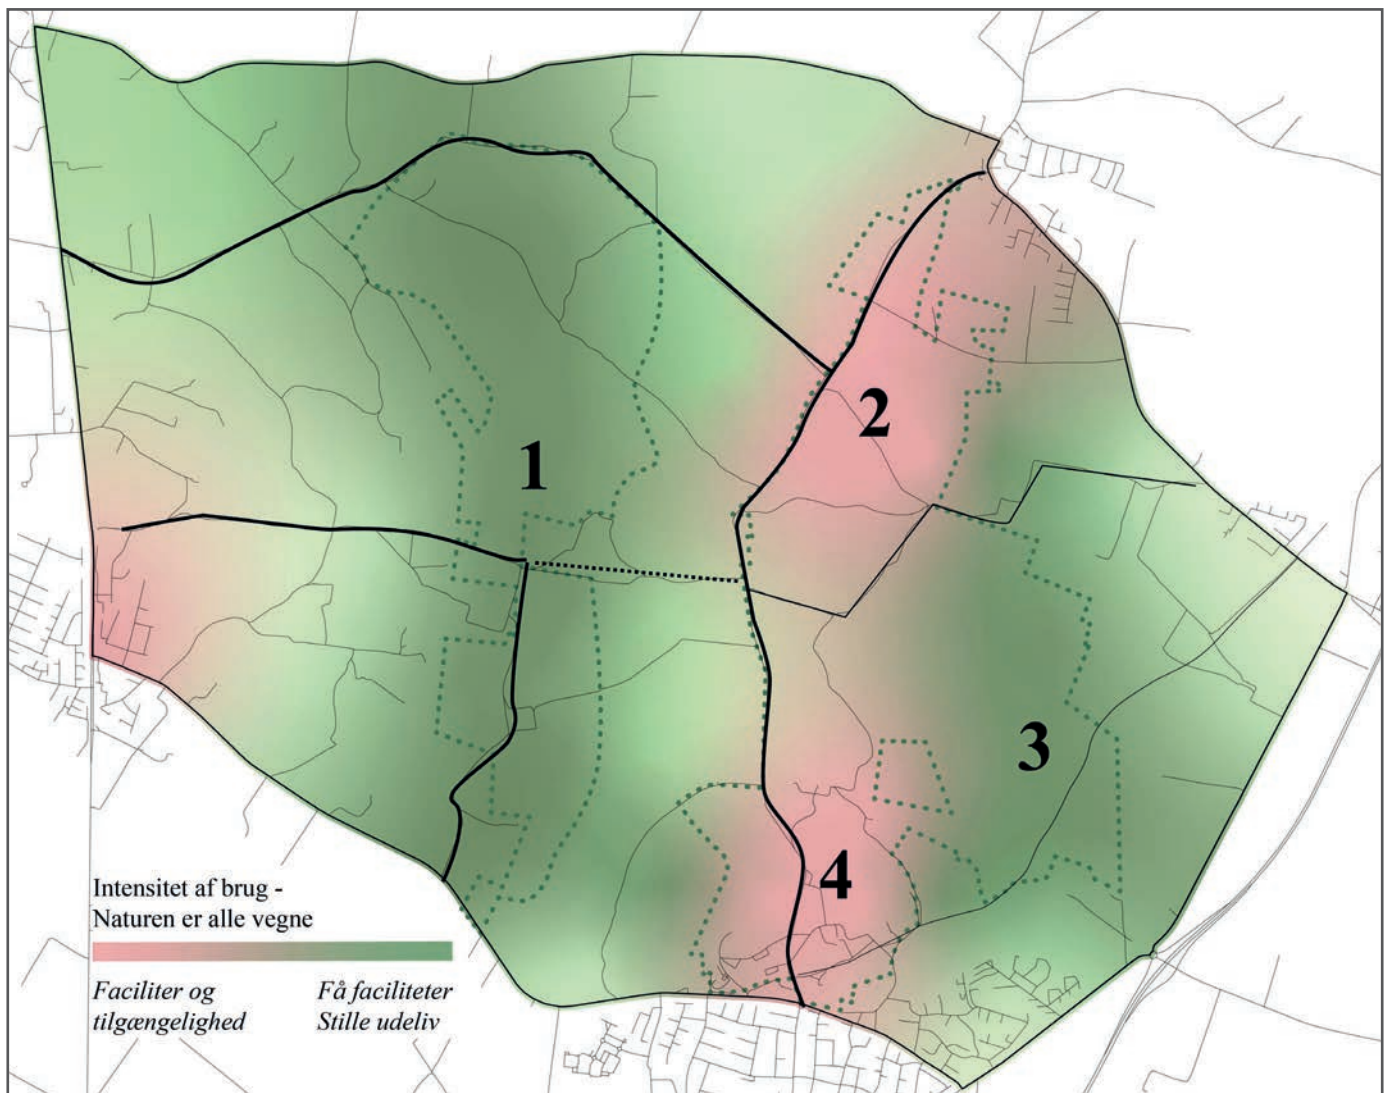 2
1
3
4
Intensitet af brug -
Naturen er alle vegne
Faciliter og
tilgængelighed
Få faciliteter
Stille udeliv